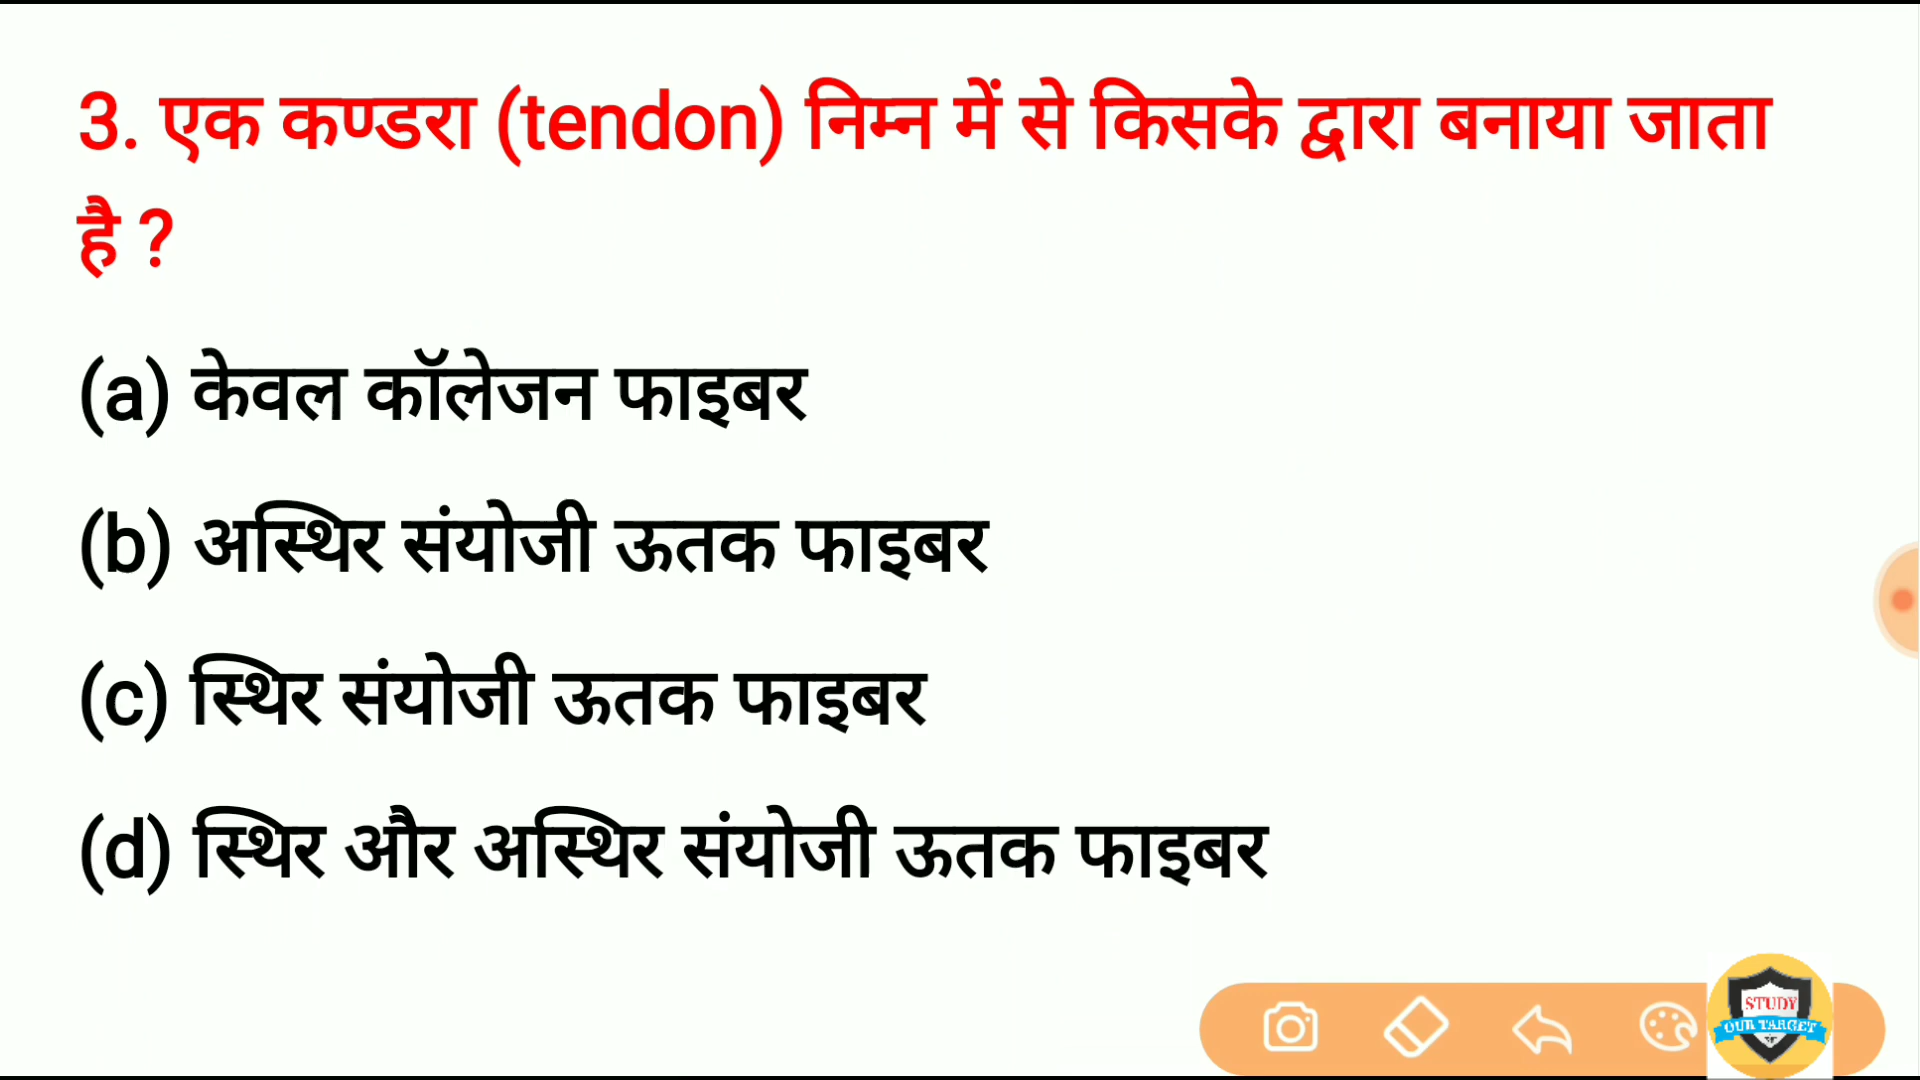 3. एक कण्डरा (tendon) निम्न में से किसके द्वारा बनाया जाता
है ?
(a) केवल कॉलेजन फाइबर
(b) अस्थिर संयोजी ऊतक फाइबर
(c) स्थिर संयोजी ऊतक फाइबर
(d) स्थिर और अस्थिर संयोजी ऊतक फाइबर
STUDY
OUR TARGET